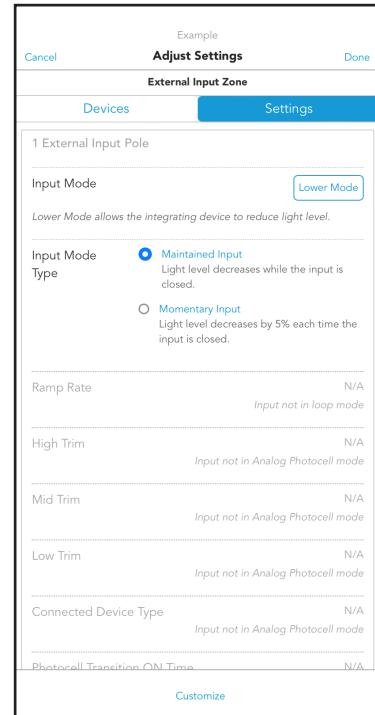 Example
Cancel Adjust Settings Done
External Input Zone
Devices Settings
1 External Input Pole
Input Mode Lower Mode
Lower Mode allows the integrating device to reduce light level.
Input Mode Type
Maintained Input
Light level decreases while the input is
closed.
Momentary Input
Light level decreases by 5% each time the
input is closed.
Ramp Rate N/A
Input not in loop mode
High Trim N/A
Input not in Analog Photocell mode
Mid Trim N/A
Input not in Analog Photocell mode
Low Trim N/A
Input not in Analog Photocell mode
Connected Device Type N/A
Input not in Analog Photocell mode
Photocell Transition ON Time N/A
Customize